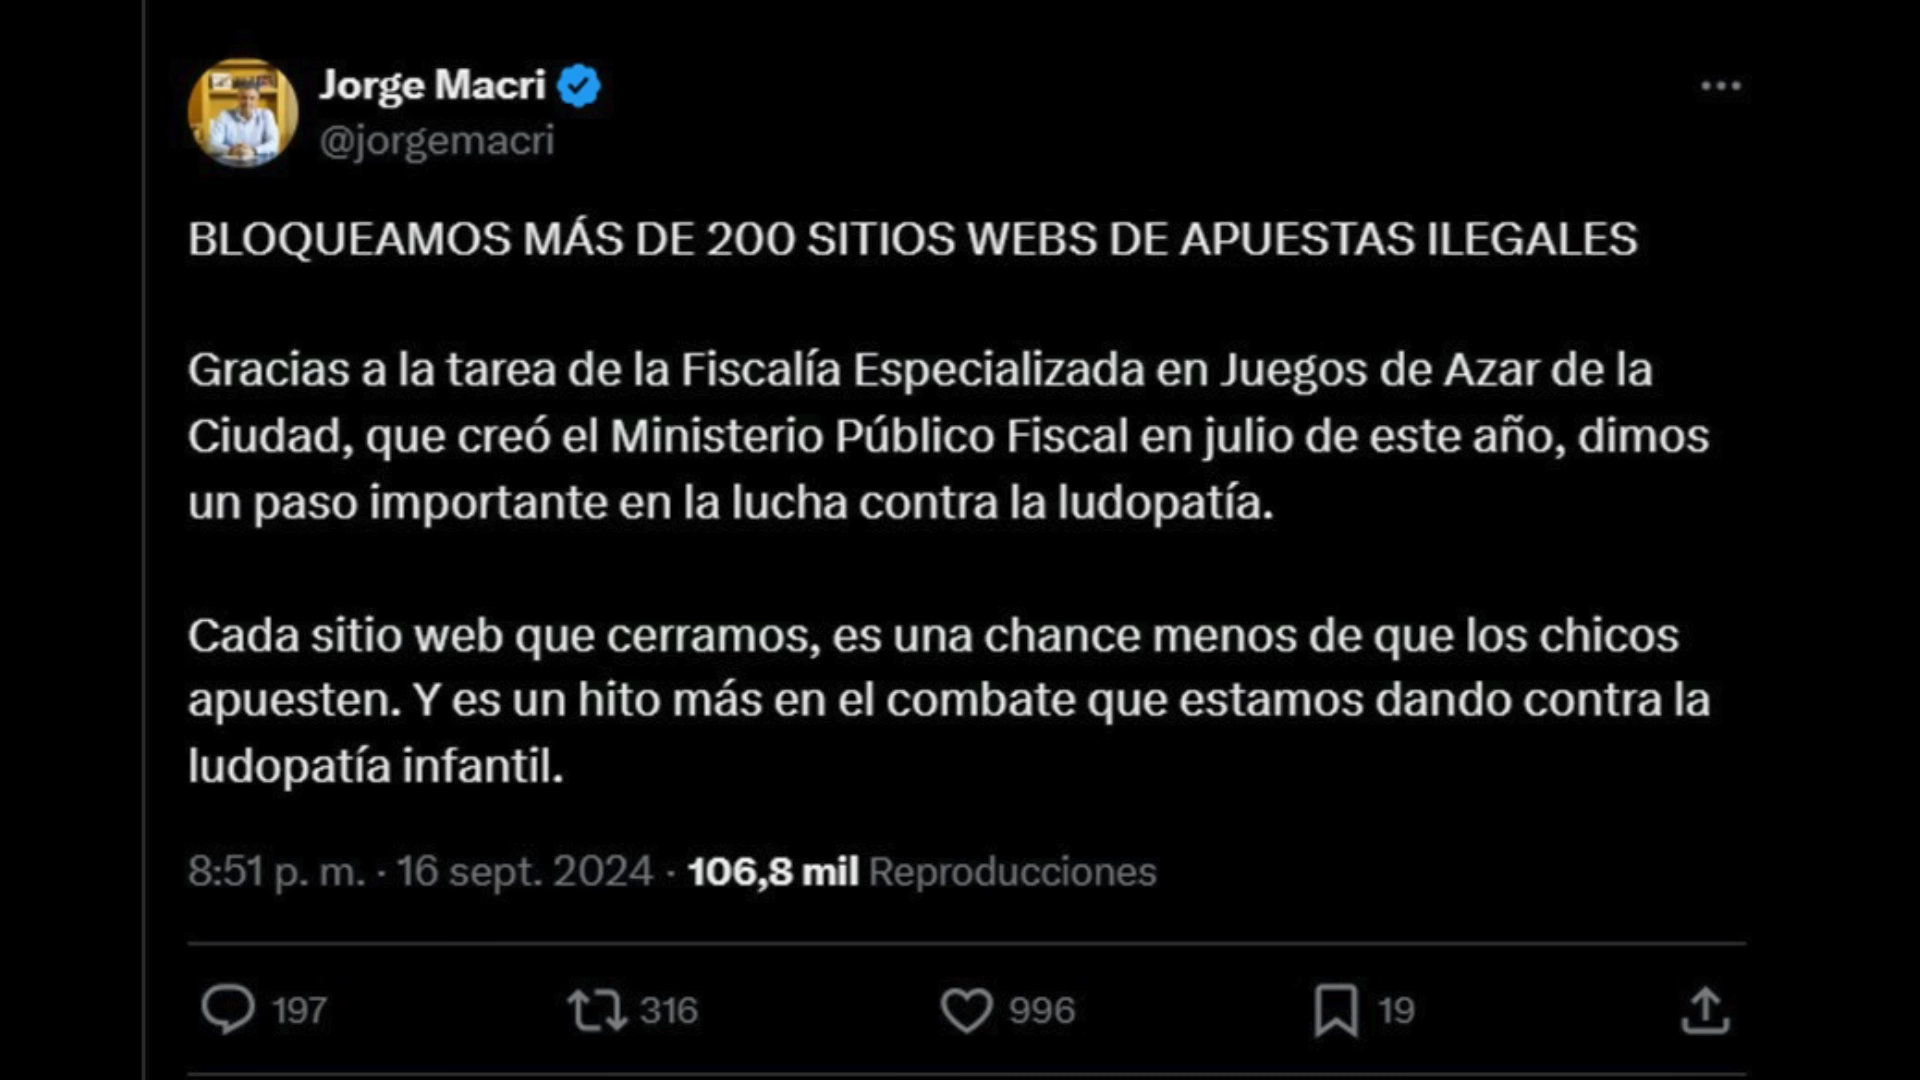 Jorge Macri
@jorgemacri
BLOQUEAMOS MÁS DE 200 SITIOS WEBS DE APUESTAS ILEGALES
Gracias a la tarea de la Fiscalía Especializada en Juegos de Azar de la
Ciudad, que creó el Ministerio Público Fiscal en julio de este año, dimos
un paso importante en la lucha contra la ludopatía.
Cada sitio web que cerramos, es una chance menos de que los chicos
apuesten. Y es un hito más en el combate que estamos dando contra la
ludopatía infantil.
8:51 p. m. · 16 sept. 2024 · 106,8 mil Reproducciones
197 316 996 19